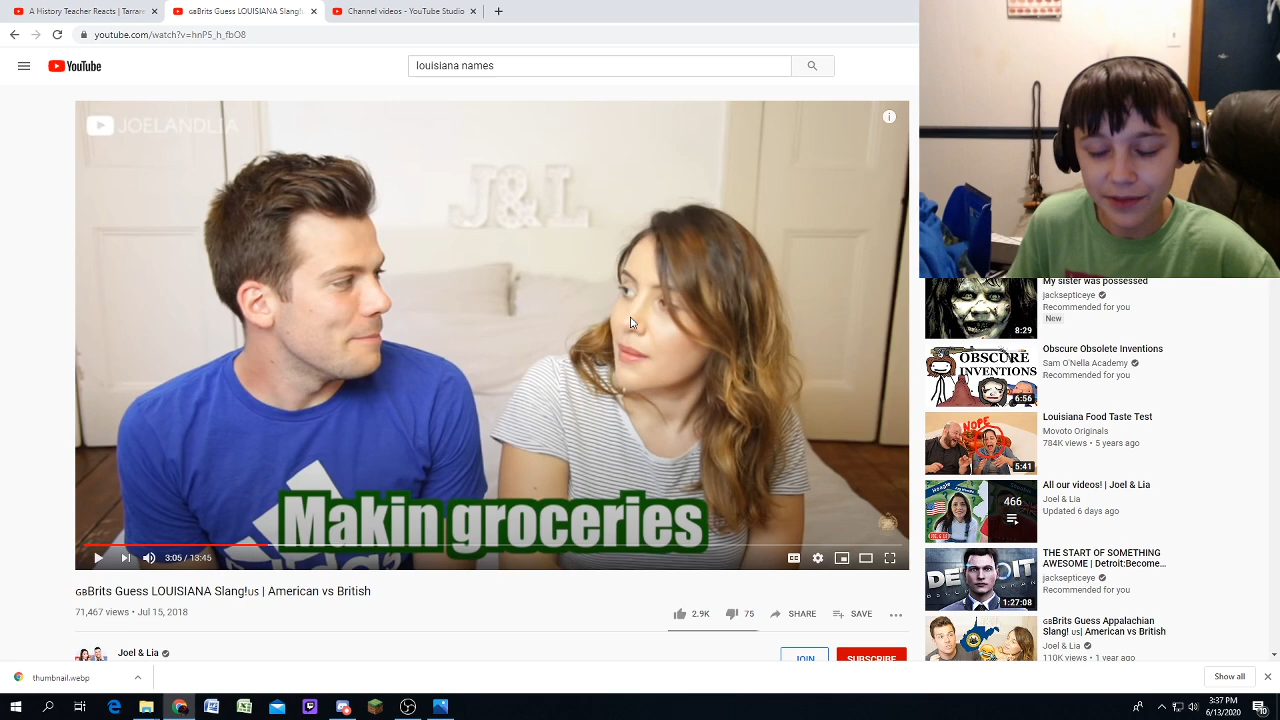 A History Teacher Reacts | Tarrare
GBBrits Guess LOUISIANA Slang!
Channel videos - YouTube Studio
youtube.com/watch?v=hnP5_h_fbO8
YouTube
louisiana names
JOELANDLIA
J&L
Makin groceries
3:05 / 13:45
GBBrits Guess LOUISIANA Slang!US | American vs British
71,467 views • Jul 15, 2018
2.9K
75
SHARE
SAVE
Joel & Lia
JOIN
SUBSCRIBE
My sister was possessed
jacksepticeye
Recommended for you
New
8:29
OBSCURE
INVENTIONS
6:56
Obscure Obsolete Inventions
Sam O'Nella Academy
Recommended for you
NOPE
5:41
Louisiana Food Taste Test
Movoto Originals
784K views • 5 years ago
466
All our videos! | Joel & Lia
Joel & Lia
Updated 6 days ago
DETROIT
1:27:08
THE START OF SOMETHING
AWESOME | Detroit:Become...
jacksepticeye
Recommended for you
GBBrits Guess Appalachian
Slang! US| American vs British
Joel & Lia
110K views • 1 year ago
thumbnail.webp
Show all
3:37 PM
6/13/2020